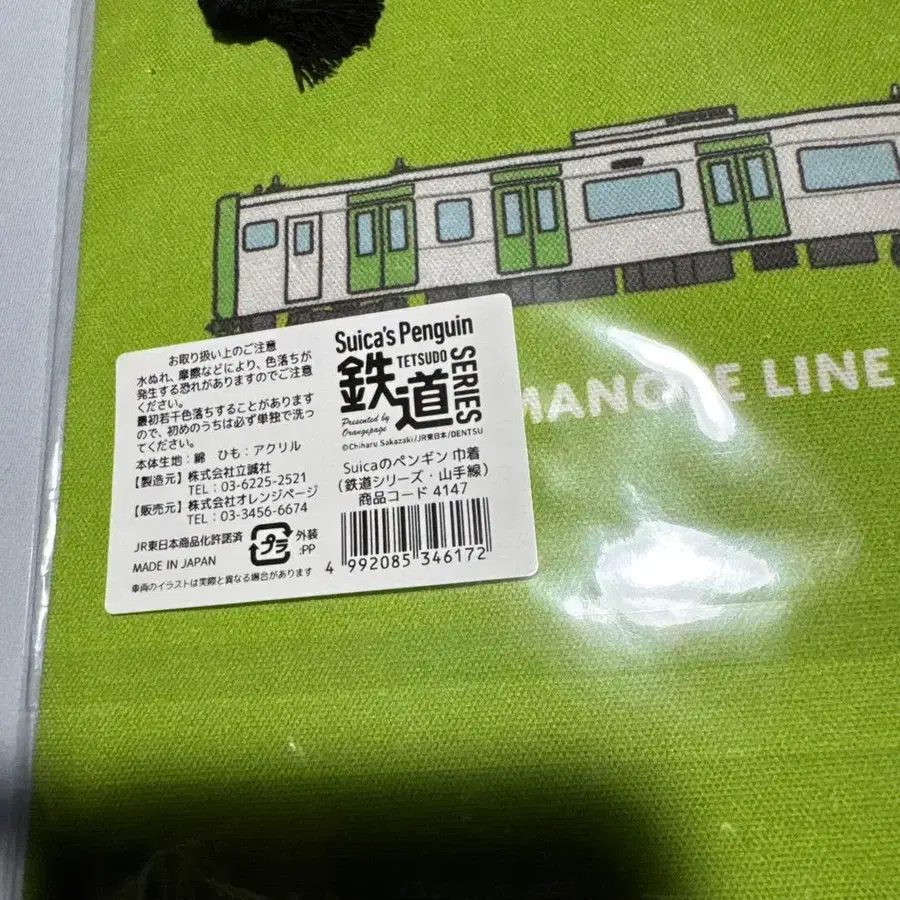 お取り扱い上のご注意
水ぬれ、摩擦などにより、色落ちが
発生する恐れがありますのでご注意
ください。
最初若干色落ちすることがあります
ので、初めのうちは必ず単独で洗っ
てください。
本体生地:綿 ひも:アクリル
【製造元】株式会社立誠社
TEL:03-6225-2521
【販売元】株式会社オレンジページ
TEL:03-3456-6674
JR東日本商品化許諾済
MADE IN JAPAN
プラ
外装
:PP
車両のイラストは実際と異なる場合があります
Suica's Penguin
鉄道
TETSUDO
SERIES
Presented by
Orangepage
©Chiharu Sakazaki/JR東日本/DENTSU
Suicaのペンギン 巾着
(鉄道シリーズ・山手線)
商品コード 4147
4 992085 346172
LINE